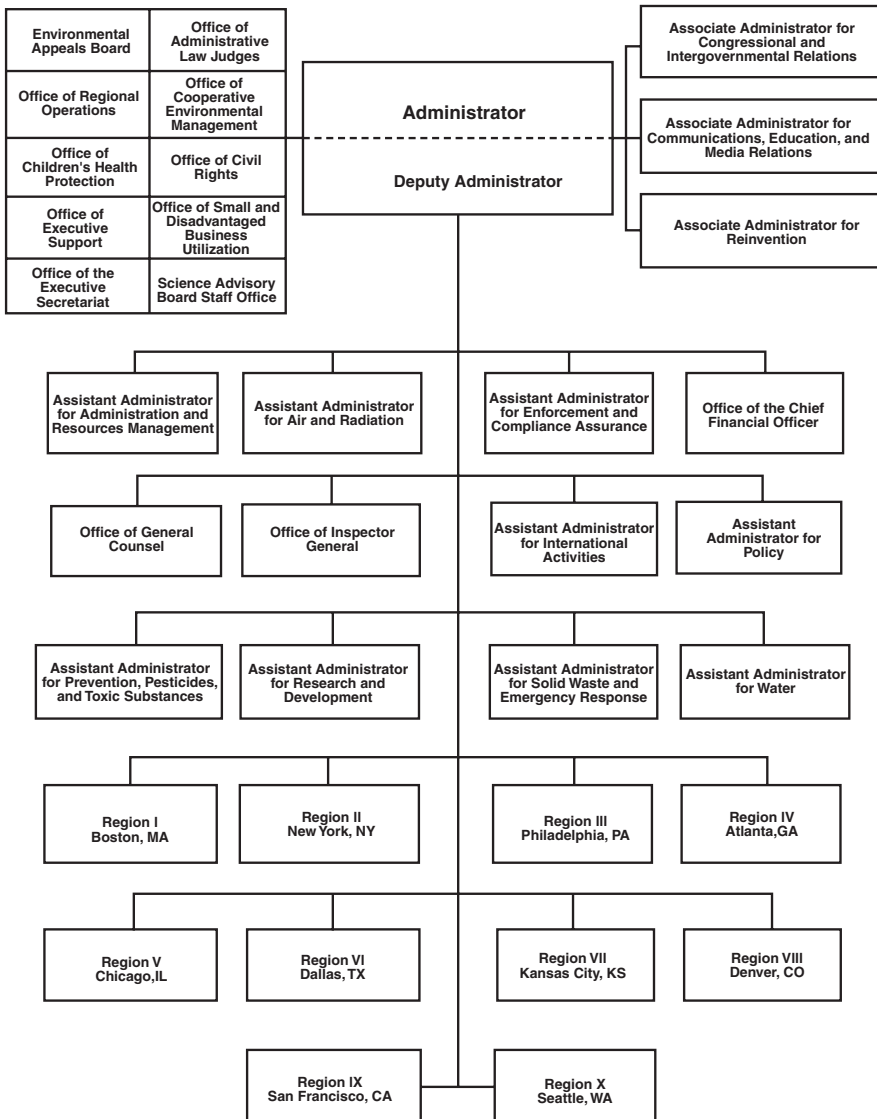 Environmental
Appeals Board
Office of
Administrative
Law Judges
Office of Regional
Operations
Office of
Cooperative
Environmental
Management
Office of
Children's Health
Protection
Office of Civil
Rights
Office of
Executive
Support
Office of Small and
Disadvantaged
Business
Utilization
Office of the
Executive
Secretariat
Science Advisory
Board Staff Office
Administrator
Deputy Administrator
Associate Administrator for
Congressional and
Intergovernmental Relations
Associate Administrator for
Communications, Education, and
Media Relations
Associate Administrator for
Reinvention
Assistant Administrator
for Administration and
Resources Management
Assistant Administrator
for Air and Radiation
Assistant Administrator
for Enforcement and
Compliance Assurance
Office of the Chief
Financial Officer
Office of General
Counsel
Office of Inspector
General
Assistant Administrator
for International
Activities
Assistant
Administrator for
Policy
Assistant Administrator
for Prevention, Pesticides,
and Toxic Substances
Assistant Administrator
for Research and
Development
Assistant Administrator
for Solid Waste and
Emergency Response
Assistant Administrator
for Water
Region I
Boston, MA
Region II
New York, NY
Region III
Philadelphia, PA
Region IV
Atlanta,GA
Region V
Chicago,IL
Region VI
Dallas, TX
Region VII
Kansas City, KS
Region VIII
Denver, CO
Region IX
San Francisco, CA
Region X
Seattle, WA